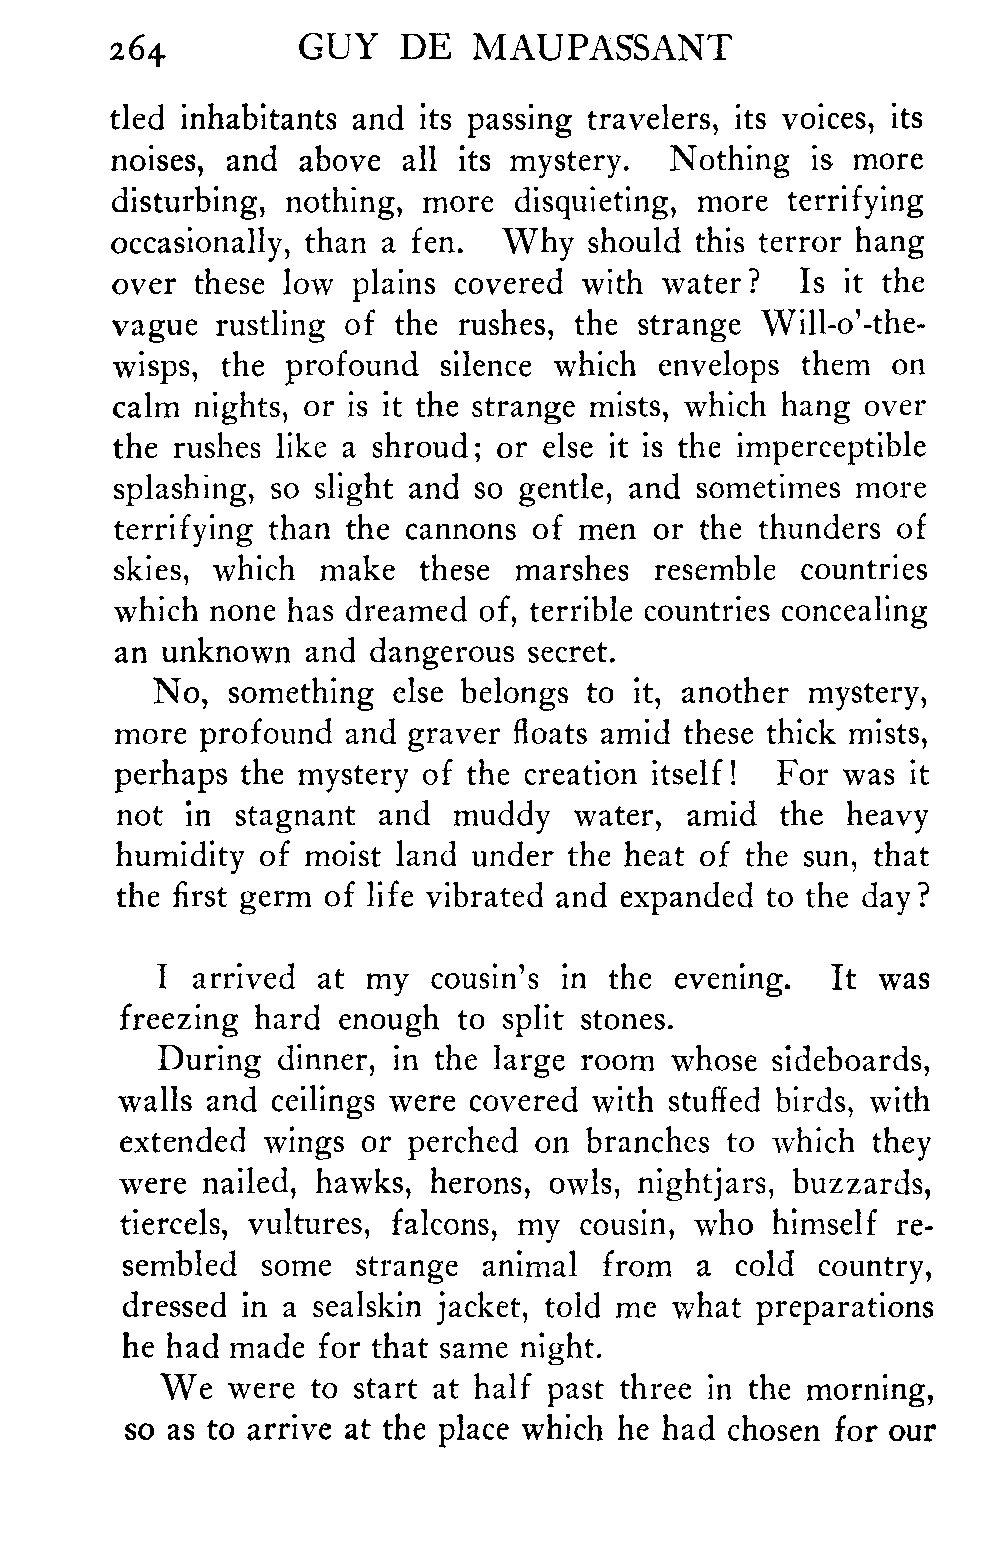 264 GUY DE MAUPASSANT
tled inhabitants and its passing travelers, its voices, its
noises, and above all its mystery. Nothing is more
disturbing, nothing, more disquieting, more terrifying
occasionally, than a fen. Why should this terror hang
over these low plains covered with water? Is it the
vague rustling of the rushes, the strange Will-o'-the-
wisps, the profound silence which envelops them on
calm nights, or is it the strange mists, which hang over
the rushes like a shroud; or else it is the imperceptible
splashing, so slight and so gentle, and sometimes more
terrifying than the cannons of men or the thunders of
skies, which make these marshes resemble countries
which none has dreamed of, terrible countries concealing
an unknown and dangerous secret.
No, something else belongs to it, another mystery,
more profound and graver floats amid these thick mists,
perhaps the mystery of the creation itself! For was it
not in stagnant and muddy water, amid the heavy
humidity of moist land under the heat of the sun, that
the first germ of life vibrated and expanded to the day?
I arrived at my cousin's in the evening. It was
freezing hard enough to split stones.
During dinner, in the large room whose sideboards,
walls and ceilings were covered with stuffed birds, with
extended wings or perched on branches to which they
were nailed, hawks, herons, owls, nightjars, buzzards,
tiercels, vultures, falcons, my cousin, who himself re-
sembled some strange animal from a cold country,
dressed in a sealskin jacket, told me what preparations
he had made for that same night.
We were to start at half past three in the morning,
so as to arrive at the place which he had chosen for our